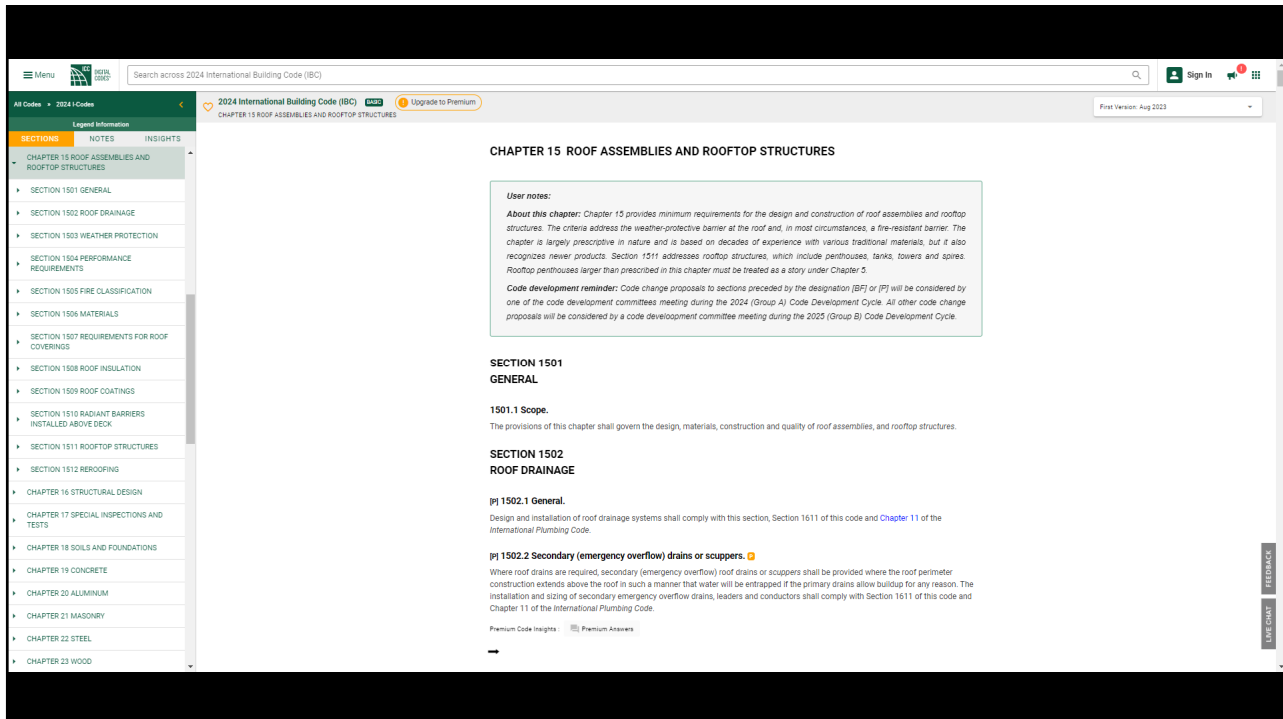 Menu
ICC
DIGITAL
CODES
Search across 2024 International Building Code (IBC)
Sign In
1
All Codes » 2024 I-Codes
Legend Information
SECTIONS NOTES INSIGHTS
CHAPTER 15 ROOF ASSEMBLIES AND
ROOFTOP STRUCTURES
SECTION 1501 GENERAL
SECTION 1502 ROOF DRAINAGE
SECTION 1503 WEATHER PROTECTION
SECTION 1504 PERFORMANCE
REQUIREMENTS
SECTION 1505 FIRE CLASSIFICATION
SECTION 1506 MATERIALS
SECTION 1507 REQUIREMENTS FOR ROOF
COVERINGS
SECTION 1508 ROOF INSULATION
SECTION 1509 ROOF COATINGS
SECTION 1510 RADIANT BARRIERS
INSTALLED ABOVE DECK
SECTION 1511 ROOFTOP STRUCTURES
SECTION 1512 REROOFING
CHAPTER 16 STRUCTURAL DESIGN
CHAPTER 17 SPECIAL INSPECTIONS AND
TESTS
CHAPTER 18 SOILS AND FOUNDATIONS
CHAPTER 19 CONCRETE
CHAPTER 20 ALUMINUM
CHAPTER 21 MASONRY
CHAPTER 22 STEEL
CHAPTER 23 WOOD
2024 International Building Code (IBC) BASIC Upgrade to Premium
CHAPTER 15 ROOF ASSEMBLIES AND ROOFTOP STRUCTURES
First Version: Aug 2023
CHAPTER 15 ROOF ASSEMBLIES AND ROOFTOP STRUCTURES
User notes:
About this chapter: Chapter 15 provides minimum requirements for the design and construction of roof assemblies and rooftop
structures. The criteria address the weather-protective barrier at the roof and, in most circumstances, a fire-resistant barrier. The
chapter is largely prescriptive in nature and is based on decades of experience with various traditional materials, but it also
recognizes newer products. Section 1511 addresses rooftop structures, which include penthouses, tanks, towers and spires.
Rooftop penthouses larger than prescribed in this chapter must be treated as a story under Chapter 5.
Code development reminder: Code change proposals to sections preceded by the designation [BF] or [P] will be considered by
one of the code development committees meeting during the 2024 (Group A) Code Development Cycle. All other code change
proposals will be considered by a code development committee meeting during the 2025 (Group B) Code Development Cycle.
SECTION 1501
GENERAL
1501.1 Scope.
The provisions of this chapter shall govern the design, materials, construction and quality of roof assemblies, and rooftop structures.
SECTION 1502
ROOF DRAINAGE
[P] 1502.1 General.
Design and installation of roof drainage systems shall comply with this section, Section 1611 of this code and Chapter 11 of the
International Plumbing Code.
[P] 1502.2 Secondary (emergency overflow) drains or scuppers. P
Where roof drains are required, secondary (emergency overflow) roof drains or scuppers shall be provided where the roof perimeter
construction extends above the roof in such a manner that water will be entrapped if the primary drains allow buildup for any reason. The
installation and sizing of secondary emergency overflow drains, leaders and conductors shall comply with Section 1611 of this code and
Chapter 11 of the International Plumbing Code.
Premium Code Insights : Premium Answers
FEEDBACK
LIVE CHAT